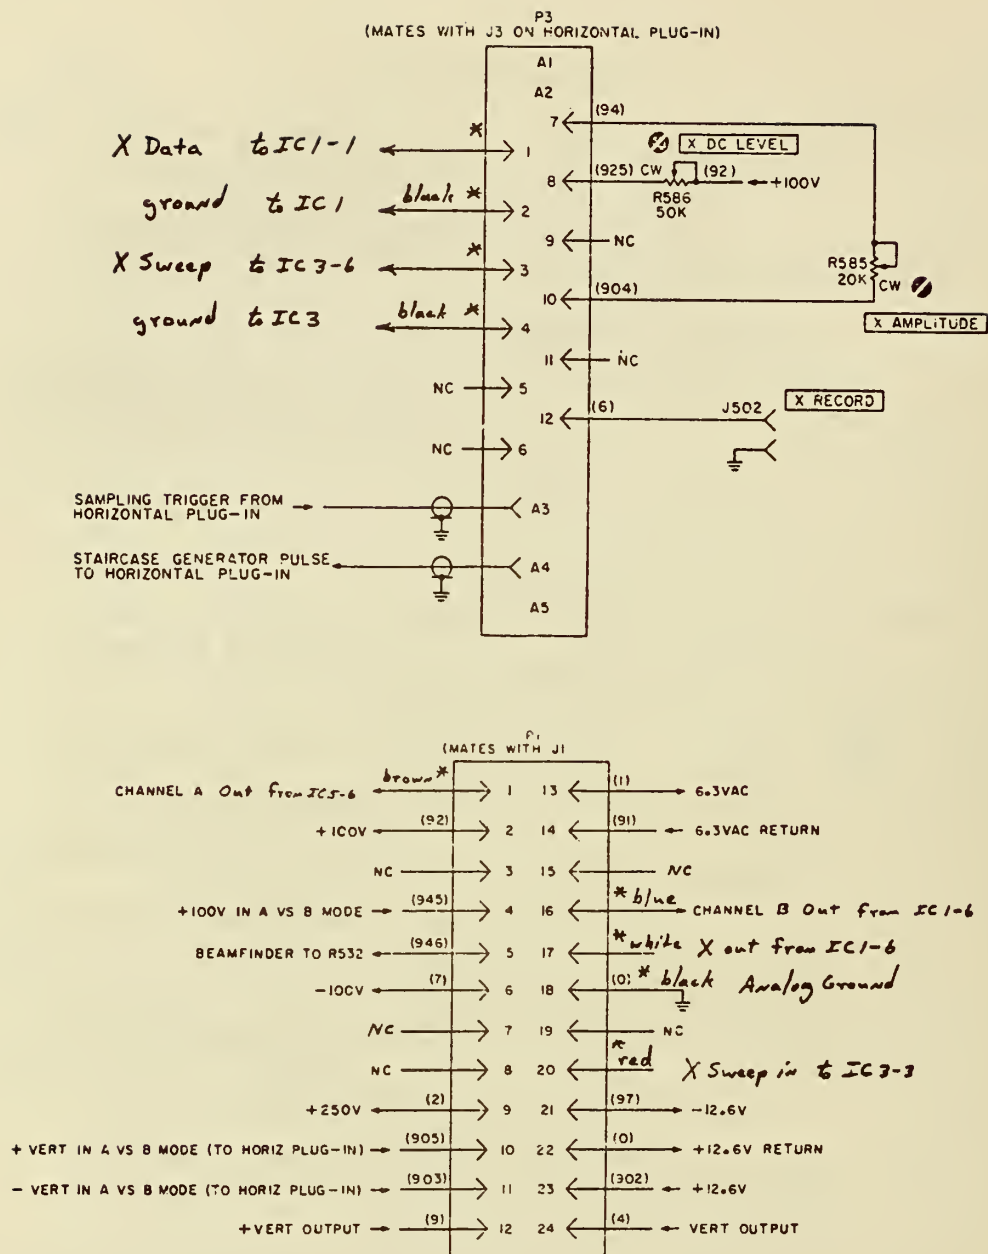 P3
(MATES WITH J3 ON HORIZONTAL PLUG-IN)
A1
A2
7 (94)
X Data to IC1-1 * 1
X DC LEVEL
8 (925) CW (92) +100V
R586
50K
ground to IC1 black * 2
9 NC
X Sweep to IC3-6 * 3
R585
20K CW
10 (904)
ground to IC3 black * 4
X AMPLITUDE
11 NC
NC 5
X RECORD
12 (6) J502
NC 6
SAMPLING TRIGGER FROM
HORIZONTAL PLUG-IN
A3
STAIRCASE GENERATOR PULSE
TO HORIZONTAL PLUG-IN
A4
A5
(MATES WITH J1
CHANNEL A Out from IC5-6 brown * 1 13 (1) 6.3VAC
+100V (92) 2 14 (91) 6.3VAC RETURN
NC 3 15 NC
+100V IN A VS B MODE (945) 4 16 * blue CHANNEL B Out from IC1-6
BEAMFINDER TO R532 (946) 5 17 * white X out from IC1-6
-100V (7) 6 18 (0) * black Analog Ground
NC 7 19 NC
NC 8 20 * red X Sweep in to IC3-3
+250V (2) 9 21 (97) -12.6V
+ VERT IN A VS B MODE (TO HORIZ PLUG-IN) (905) 10 22 (0) +12.6V RETURN
- VERT IN A VS B MODE (TO HORIZ PLUG-IN) (903) 11 23 (302) +12.6V
+VERT OUTPUT (9) 12 24 (4) VERT OUTPUT